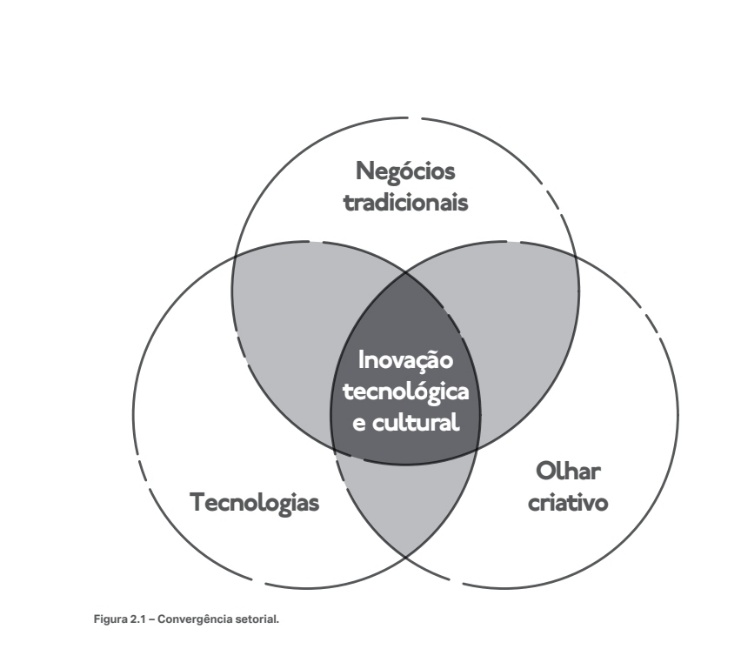 Negócios
tradicionais
Inovação
tecnológica
e cultural
Olhar
criativo
Tecnologias
Figura 2.1 – Convergência setorial.